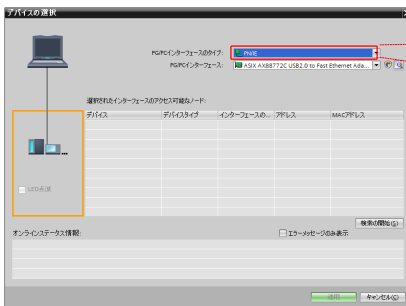 デバイスの選択
PG/PCインターフェースのタイプ: PN/IE
PG/PCインターフェース: ASIX AX88772C USB2.0 to Fast Ethernet Ada...
選択されたインターフェースのアクセス可能なノード:
デバイス デバイスタイプ インターフェースの... アドレス MACアドレス
LED点滅
検索の開始(S)
オンラインステータス情報: エラーメッセージのみ表示
適用 キャンセル(C)